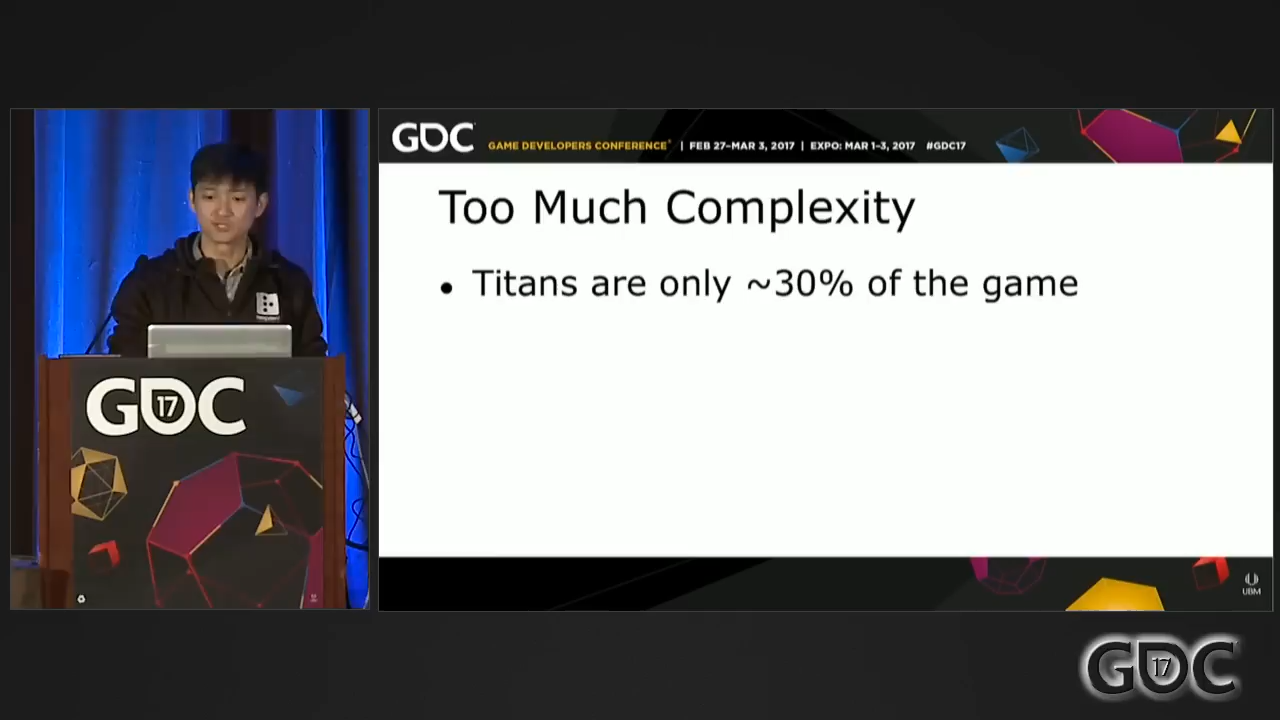 GDC
GAME DEVELOPERS CONFERENCE® | FEB 27–MAR 3, 2017 | EXPO: MAR 1–3, 2017 #GDC17
Too Much Complexity
• Titans are only ~30% of the game
GDC
17
UBM
GDC
17